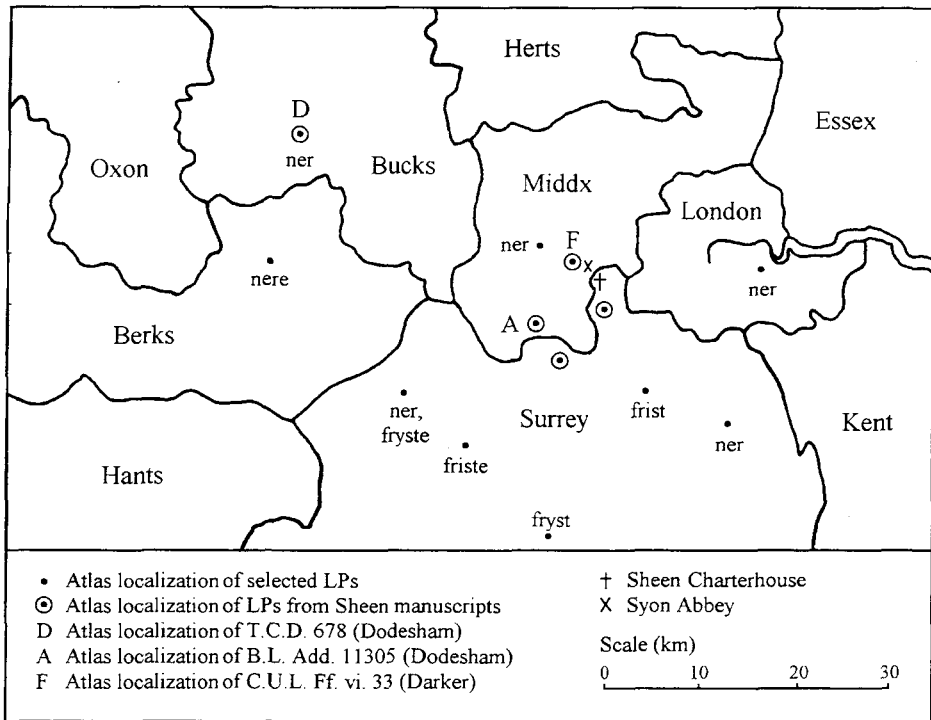 Herts
Essex
D
ner
Oxon
Bucks
Middx
London
ner
F
x
†
nere
ner
A
Berks
ner,
fryste
Surrey
frist
ner
Kent
friste
Hants
fryst
• Atlas localization of selected LPs
⊙ Atlas localization of LPs from Sheen manuscripts
D Atlas localization of T.C.D. 678 (Dodesham)
A Atlas localization of B.L. Add. 11305 (Dodesham)
F Atlas localization of C.U.L. Ff. vi. 33 (Darker)
† Sheen Charterhouse
X Syon Abbey
Scale (km)
0 10 20 30